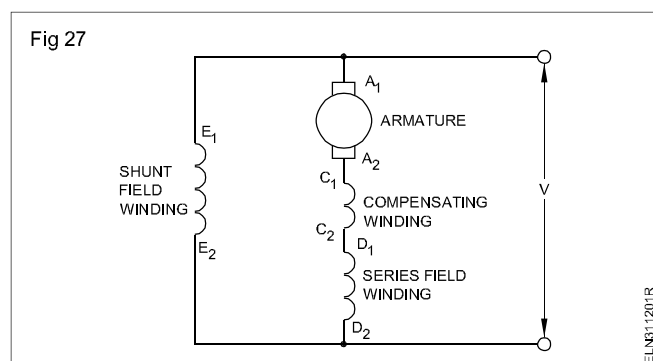 Fig 27
A1
ARMATURE
A2
E1
SHUNT
FIELD
WINDING
E2
C1
COMPENSATING
WINDING
C2
D1
SERIES FIELD
WINDING
D2
V
ELN311201R